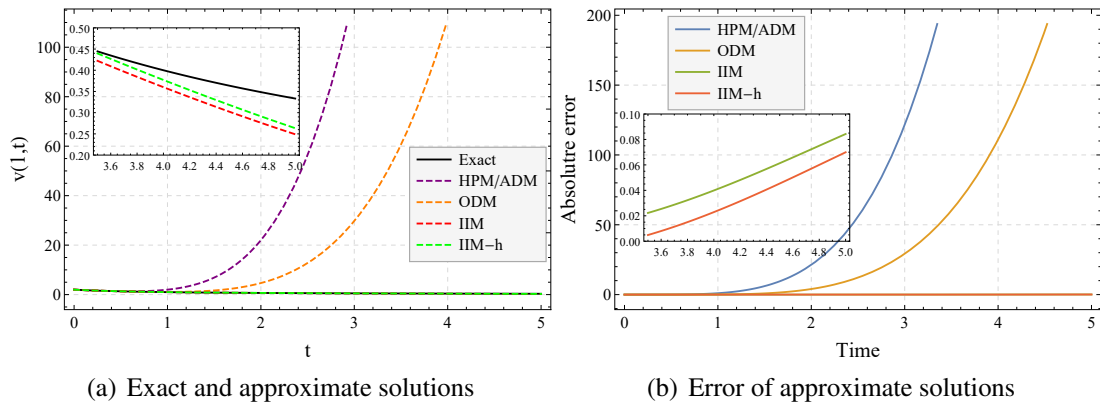 v(1,t)
100
80
60
40
20
0
0.50
0.45
0.40
0.35
0.30
0.25
0.20
3.6 3.8 4.0 4.2 4.4 4.6 4.8 5.0
Exact
HPM/ADM
ODM
IIM
IIM−h
0 1 2 3 4 5
t
(a) Exact and approximate solutions
Absolutre error
200
150
100
50
0
HPM/ADM
ODM
IIM
IIM−h
0.10
0.08
0.06
0.04
0.02
0.00
3.6 3.8 4.0 4.2 4.4 4.6 4.8 5.0
0 1 2 3 4 5
Time
(b) Error of approximate solutions